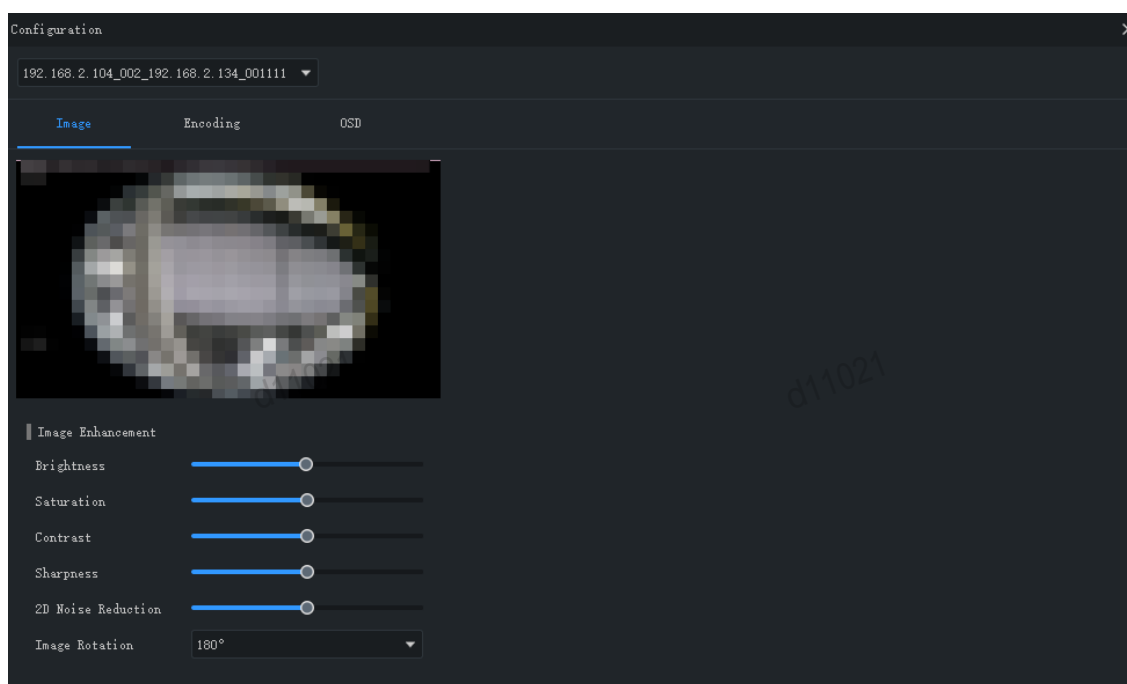 Configuration
192.168.2.104_002_192.168.2.134_001111
Image Encoding OSD
d11021
d11021
Image Enhancement
Brightness
Saturation
Contrast
Sharpness
2D Noise Reduction
Image Rotation 180°